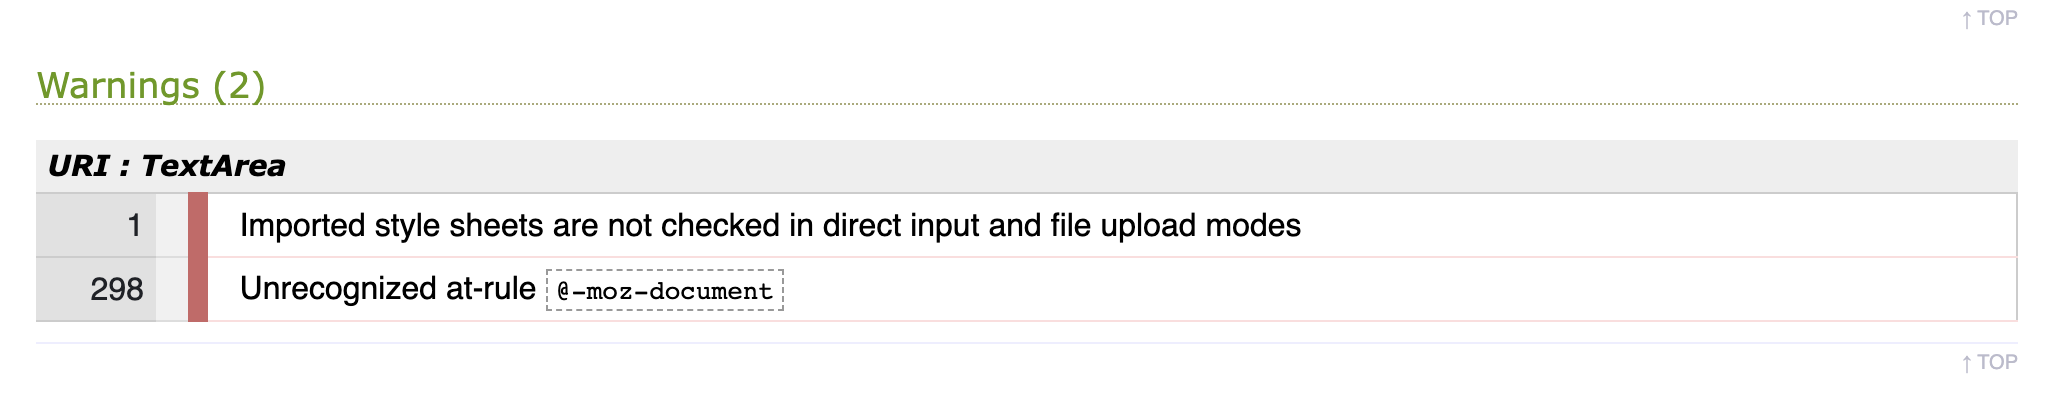 ↑ TOP
Warnings (2)
URI : TextArea
1 Imported style sheets are not checked in direct input and file upload modes
298 Unrecognized at-rule @-moz-document
↑ TOP